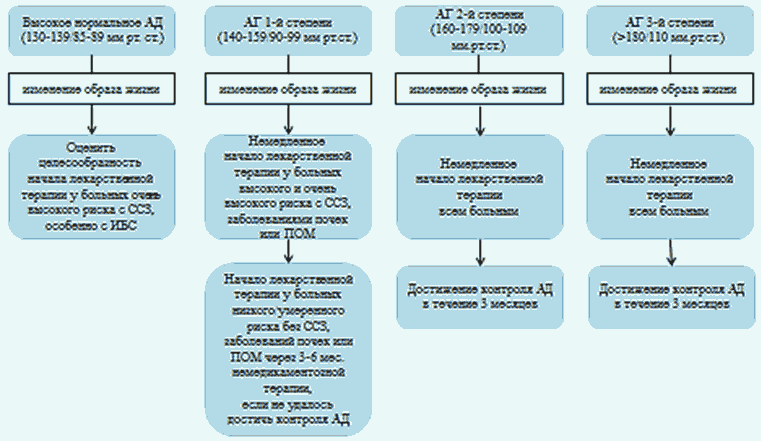 Высокое нормальное АД
(130-139/85-89 мм рт. ст.)
изменение образа жизни
Оценить
целесообразность
начала лекарственной
терапии у больных очень
высокого риска с ССЗ,
особенно с ИБС
АГ 1-й степени
(140-159/90-99 мм рт.ст.)
изменение образа жизни
Немедленное
начало лекарственной
терапии у больных
высокого и очень
высокого риска с ССЗ,
заболеваниями почек
или ПОМ
Начало лекарственной
терапии у больных
низкого умеренного
риска без ССЗ,
заболеваний почек или
ПОМ через 3-6 мес.
немедикаментозной
терапии,
если не удалось
достичь контроля АД
АГ 2-й степени
(160-179/100-109
мм.рт.ст.)
изменение образа жизни
Немедленное
начало лекарственной
терапии
всем больным
Достижение контроля АД
в течение 3 месяцев
АГ 3-й степени
(>180/110 мм.рт.ст.)
изменение образа жизни
Немедленное
начало лекарственной
терапии
всем больным
Достижение контроля АД
в течение 3 месяцев